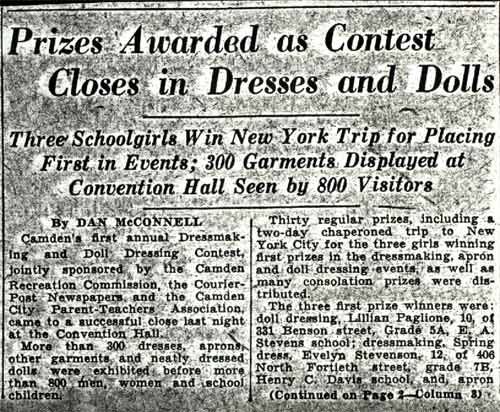 Prizes Awarded as Contest
Closes in Dresses and Dolls
Three Schoolgirls Win New York Trip for Placing
First in Events; 300 Garments Displayed at
Convention Hall Seen by 800 Visitors
By DAN McCONNELL
Camden's first annual Dressmak-
ing and Doll Dressing Contest,
jointly sponsored by the Camden
Recreation Commission, the Courier-
Post Newspapers, and the Camden
City Parent-Teachers Association,
came to a successful close last night
at the Convention Hall.
More than 300 dresses, aprons,
other garments and neatly dressed
dolls were exhibited before more
than 800 men, women and school
children.
Thirty regular prizes, including a
two-day chaperoned trip to New
York City for the three girls winning
first prizes in the dressmaking, apron
and doll dressing events, as well as
many consolation prizes were dis-
tributed.
The three first prize winners were:
doll dressing, Lillian Paglione, 10, of
331 Benson street, Grade 5A, E. A.
Stevens school; dressmaking, Spring
dress, Evelyn Stevenson, 12, of 406
North Fortieth street, grade 7B,
Henry C. Davis school, and, apron
(Continued on Page 2—Column 3)